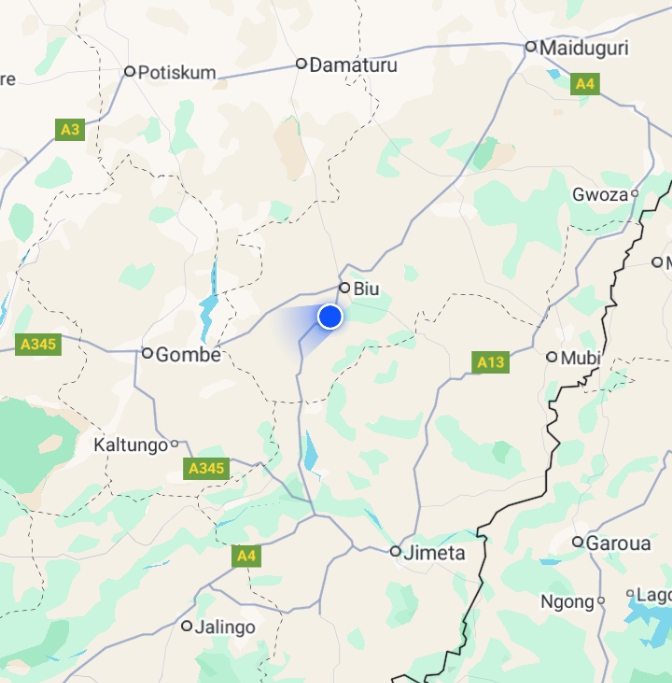 Maiduguri
Damaturu
Potiskum
re
A4
A3
Gwoza
M
Biu
A345
Gombe
Mubi
A13
Kaltungo
A345
Garoua
Jimeta
A4
Lago
Ngong
Jalingo